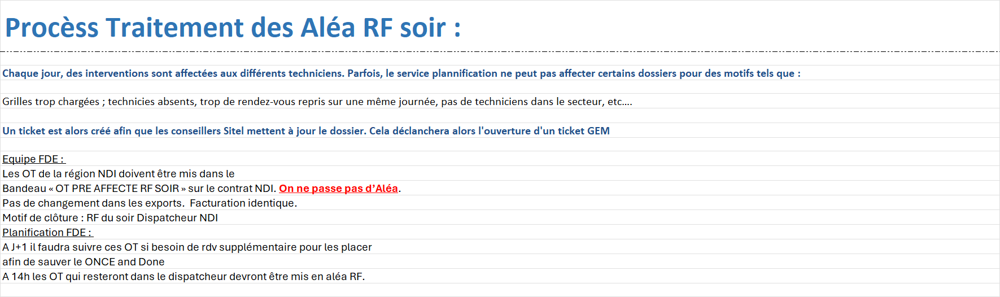 Procèss Traitement des Aléa RF soir :
Chaque jour, des interventions sont affectées aux différents techniciens. Parfois, le service plannification ne peut pas affecter certains dossiers pour des motifs tels que :
Grilles trop chargées ; technicies absents, trop de rendez-vous repris sur une même journée, pas de techniciens dans le secteur, etc….
Un ticket est alors créé afin que les conseillers Sitel mettent à jour le dossier. Cela déclanchera alors l'ouverture d'un ticket GEM
Equipe FDE :
Les OT de la région NDI doivent être mis dans le
Bandeau « OT PRE AFFECTE RF SOIR » sur le contrat NDI. On ne passe pas d’Aléa.
Pas de changement dans les exports.  Facturation identique.
Motif de clôture : RF du soir Dispatcheur NDI
Planification FDE :
A J+1 il faudra suivre ces OT si besoin de rdv supplémentaire pour les placer
afin de sauver le ONCE and Done
A 14h les OT qui resteront dans le dispatcheur devront être mis en aléa RF.